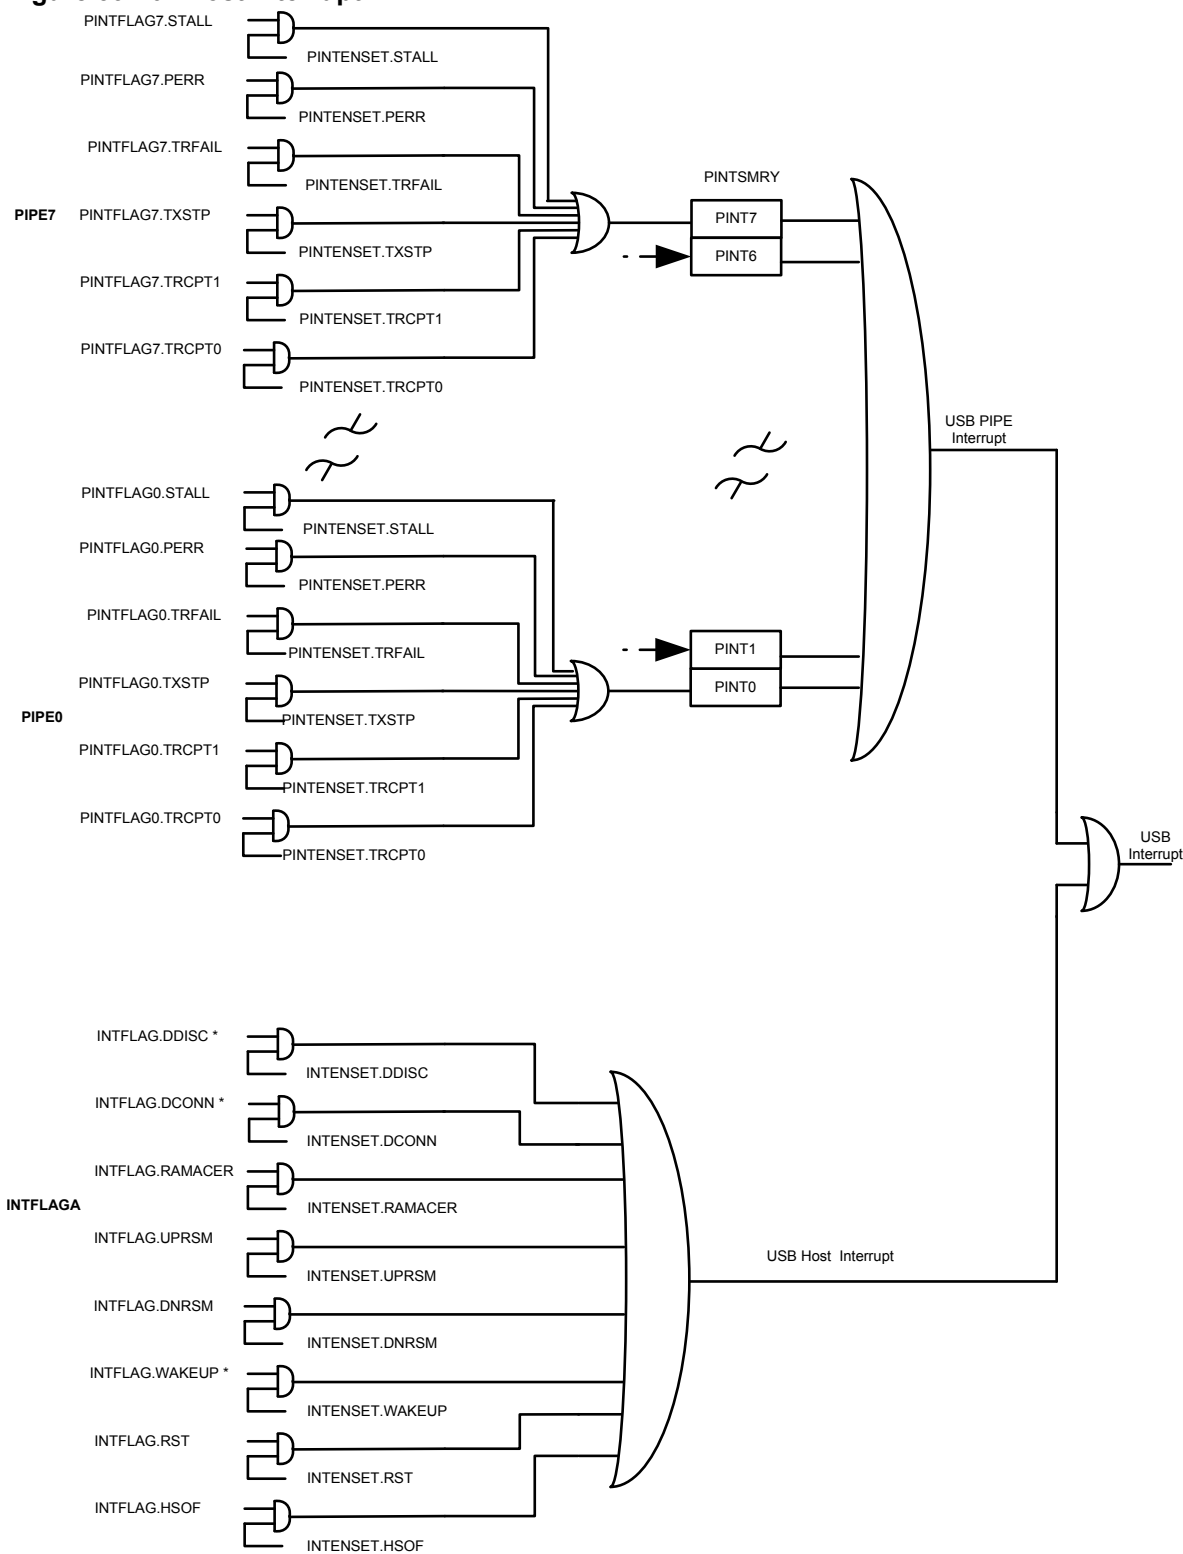 PINTFLAG7.STALL
PINTENSET.STALL
PINTFLAG7.PERR
PINTENSET.PERR
PINTFLAG7.TRFAIL
PINTENSET.TRFAIL
PINTSMRY
PIPE7
PINTFLAG7.TXSTP
PINT7
PINTENSET.TXSTP
PINT6
PINTFLAG7.TRCPT1
PINTENSET.TRCPT1
PINTFLAG7.TRCPT0
PINTENSET.TRCPT0
USB PIPE
Interrupt
PINTFLAG0.STALL
PINTENSET.STALL
PINTFLAG0.PERR
PINTENSET.PERR
PINTFLAG0.TRFAIL
PINTENSET.TRFAIL
PINT1
PINTFLAG0.TXSTP
PINT0
PIPE0
PINTENSET.TXSTP
PINTFLAG0.TRCPT1
PINTENSET.TRCPT1
PINTFLAG0.TRCPT0
PINTENSET.TRCPT0
USB
Interrupt
INTFLAG.DDISC *
INTENSET.DDISC
INTFLAG.DCONN *
INTENSET.DCONN
INTFLAG.RAMACER
INTFLAGA
INTENSET.RAMACER
INTFLAG.UPRSM
INTENSET.UPRSM
USB Host Interrupt
INTFLAG.DNRSM
INTENSET.DNRSM
INTFLAG.WAKEUP *
INTENSET.WAKEUP
INTFLAG.RST
INTENSET.RST
INTFLAG.HSOF
INTENSET.HSOF